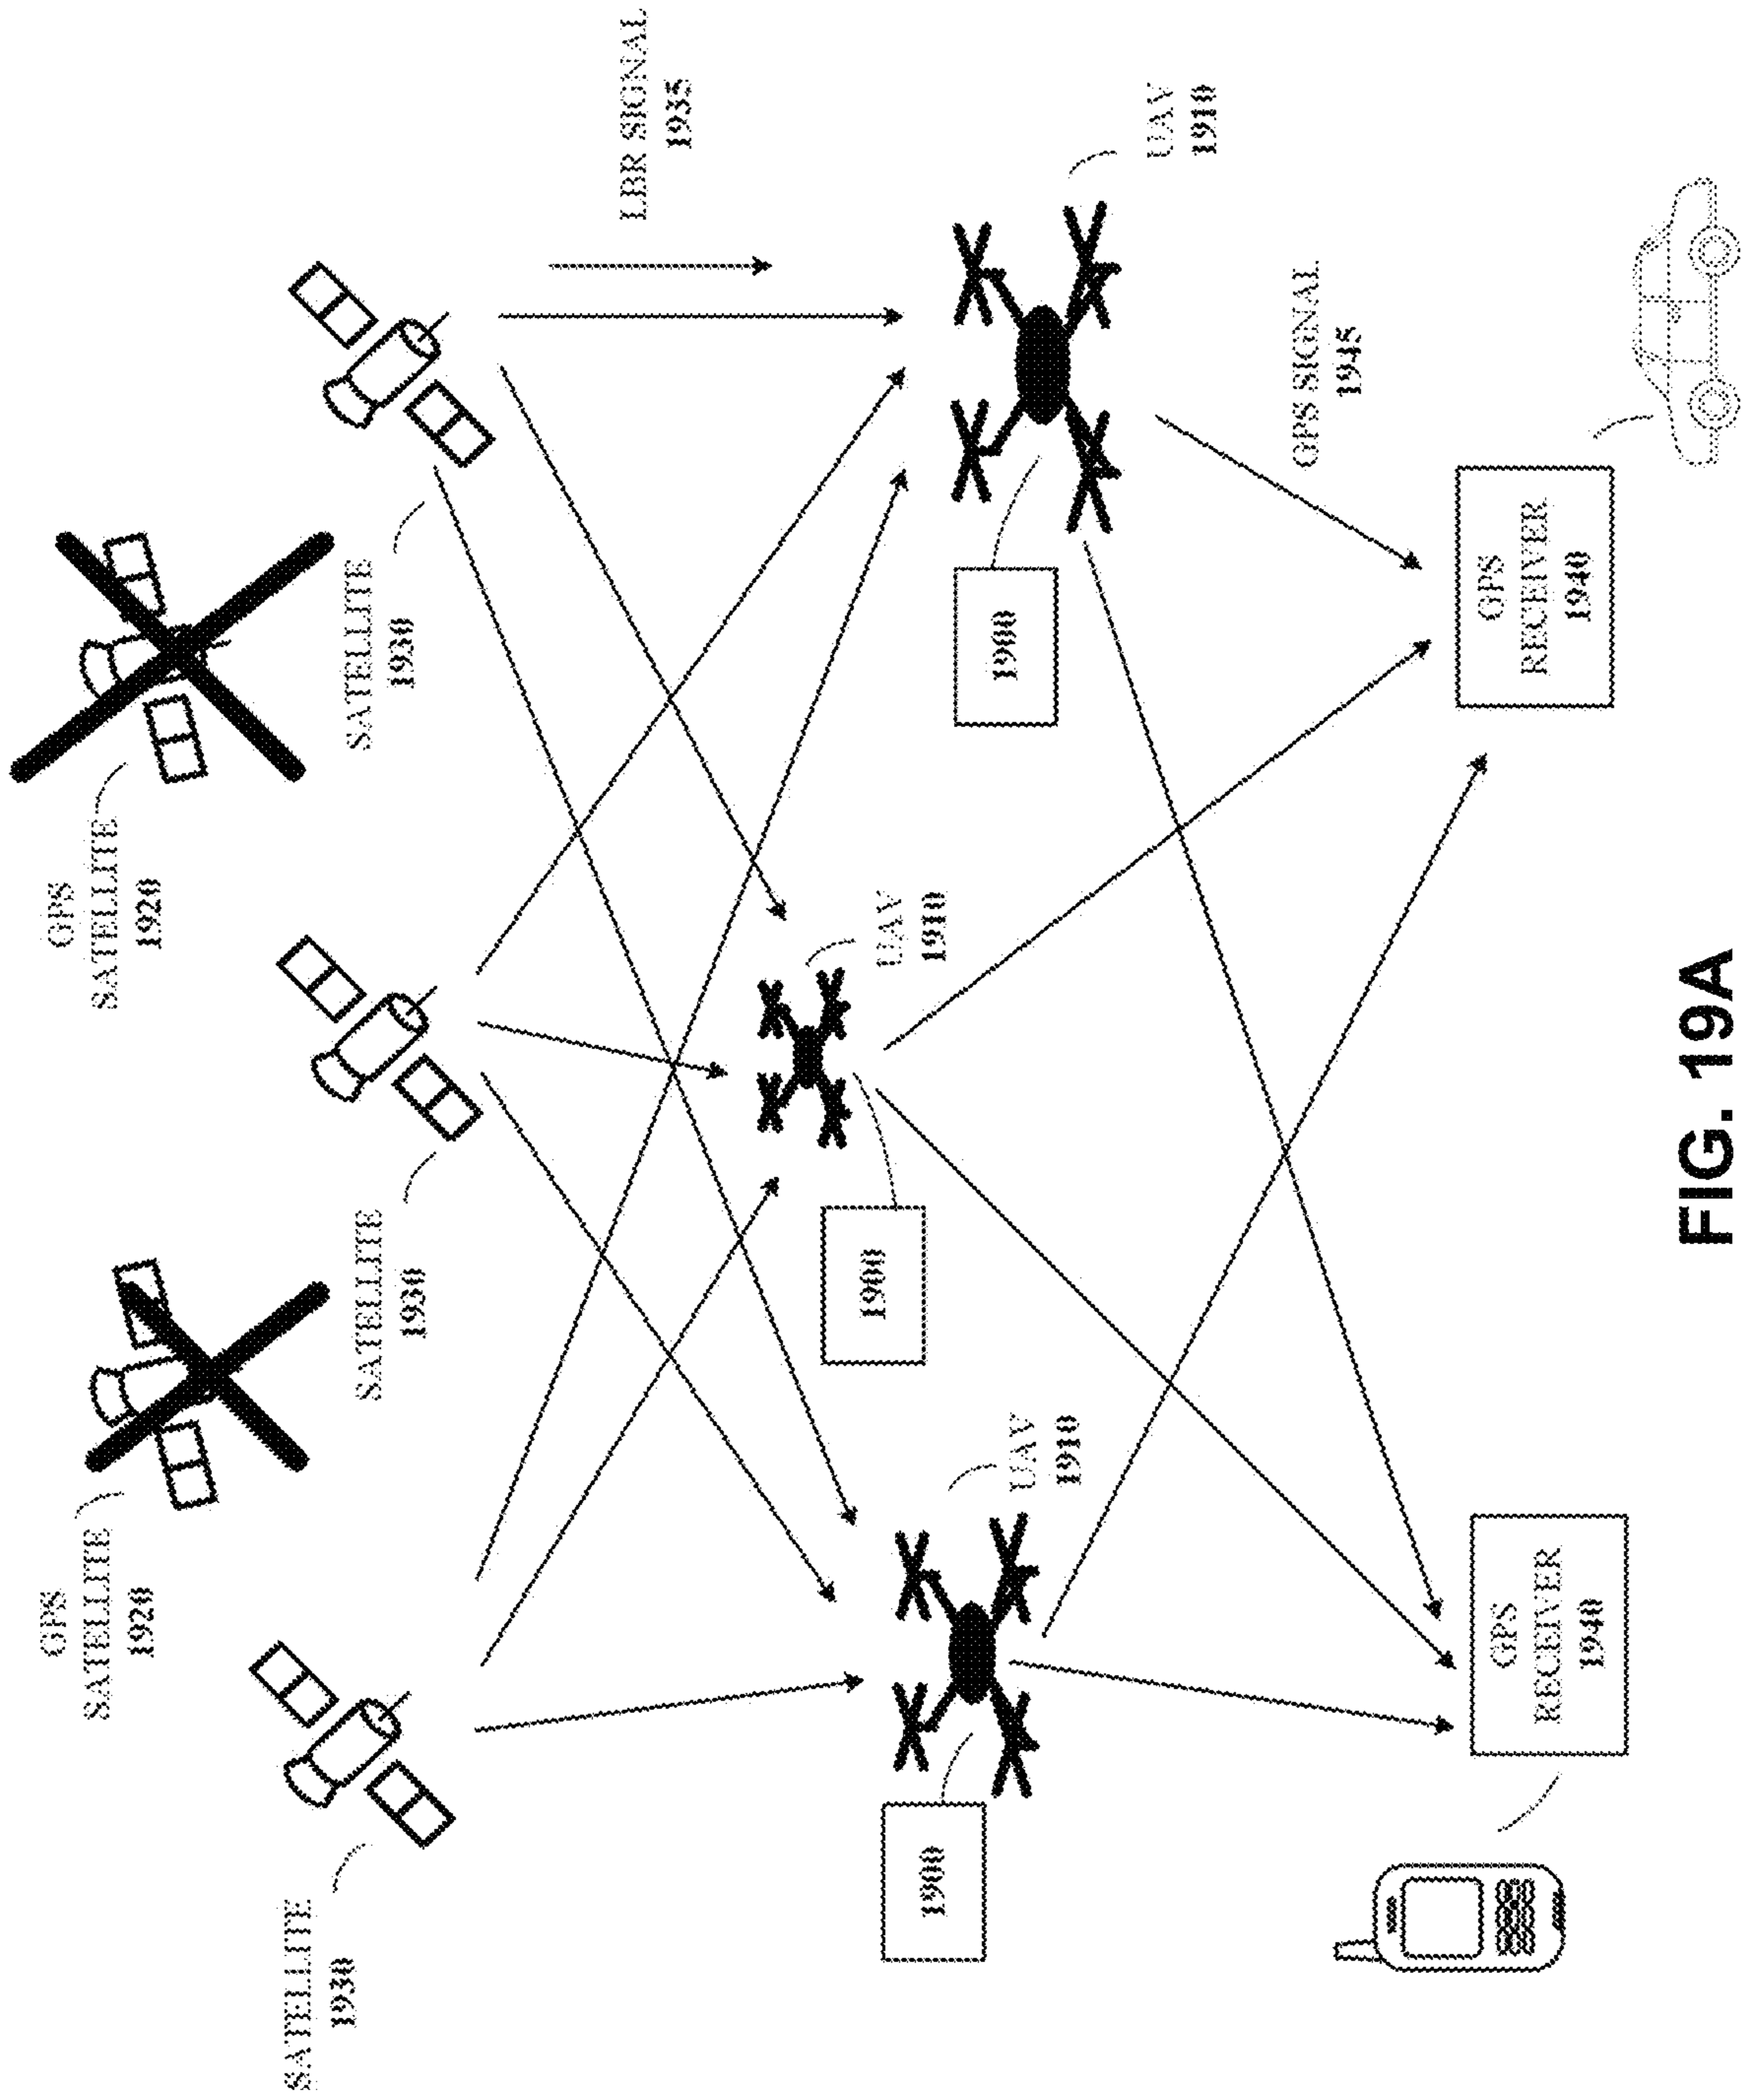 GPS
SATELLITE
1920
GPS
SATELLITE
1920
SATELLITE
1930
SATELLITE
1930
SATELLITE
1930
LBR SIGNAL
1935
UAV
1910
UAV
1910
UAV
1910
1900
1900
1900
GPS SIGNAL
1945
GPS
RECEIVER
1940
GPS
RECEIVER
1940
FIG. 19A